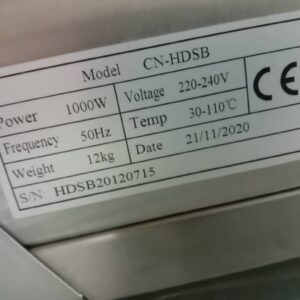 Model CN-HDSB
Power 1000W Voltage 220-240V
Frequency 50Hz Temp 30-110℃
Weight 12kg Date 21/11/2020
S/N: HDSB20120715
CE